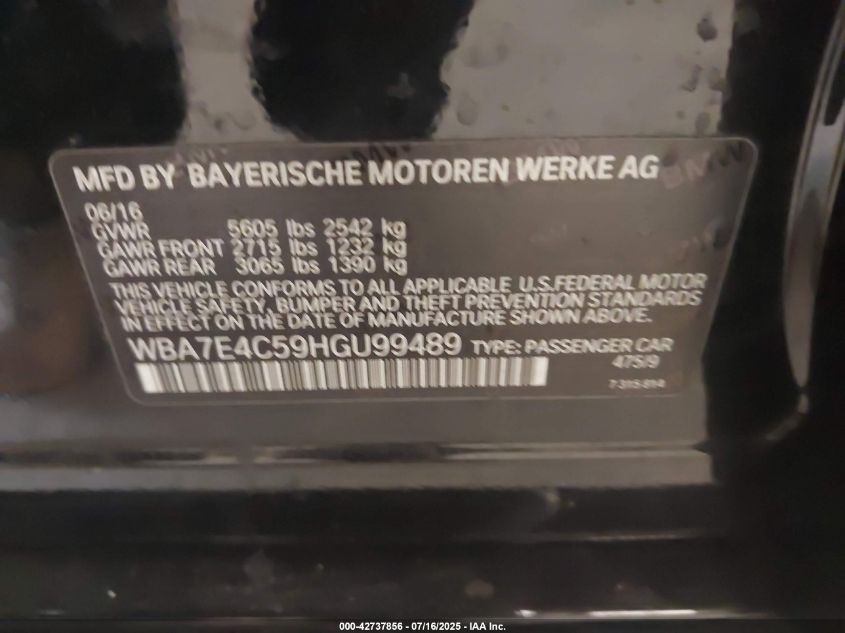 MFD BY BAYERISCHE MOTOREN WERKE AG
06/16
GVWR 5605 lbs 2542 kg
GAWR FRONT 2715 lbs 1232 kg
GAWR REAR 3065 lbs 1390 kg
THIS VEHICLE CONFORMS TO ALL APPLICABLE U.S.FEDERAL MOTOR
VEHICLE SAFETY, BUMPER AND THEFT PREVENTION STANDARDS
IN EFFECT ON THE DATE OF MANUFACTURE SHOWN ABOVE.
WBA7E4C59HGU99489 TYPE: PASSENGER CAR
475/9
7 315 814
000-42737856 - 07/16/2025 - IAA Inc.